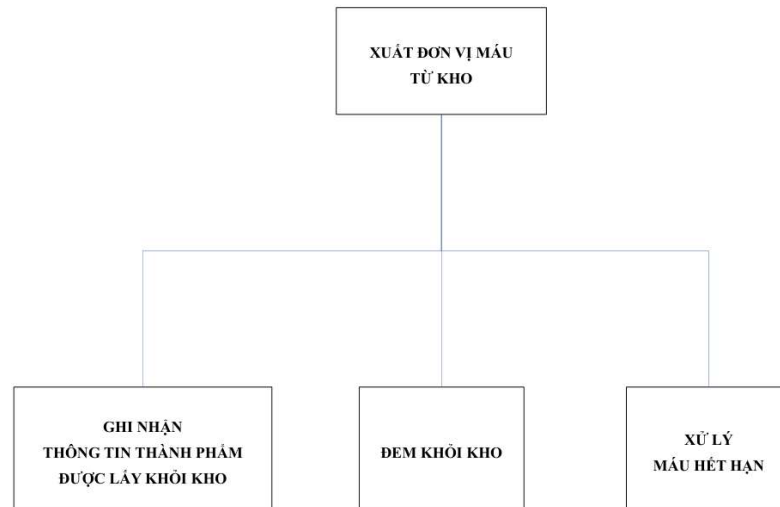 XUẤT ĐƠN VỊ MÁU
TỪ KHO
GHI NHẬN
THÔNG TIN THÀNH PHẨM
ĐƯỢC LẤY KHỎI KHO
ĐEM KHỎI KHO
XỬ LÝ
MÁU HẾT HẠN